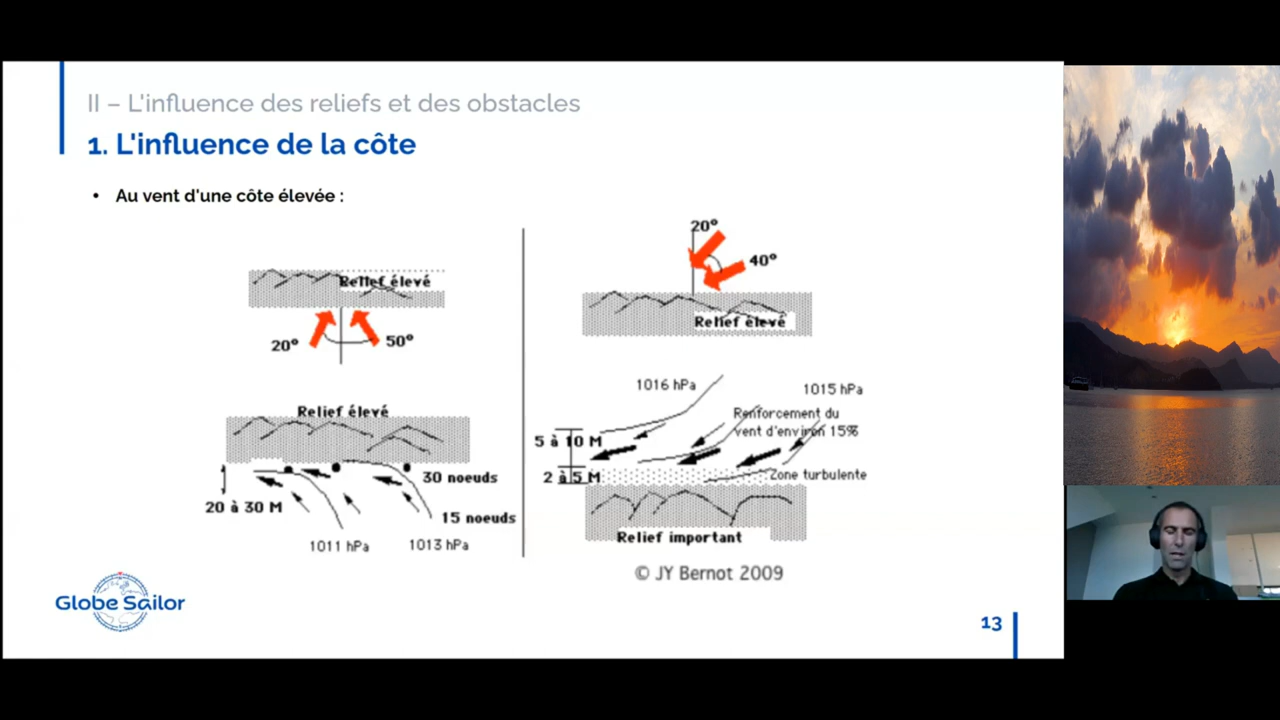 II – L'influence des reliefs et des obstacles
1. L'influence de la côte
• Au vent d'une côte élevée :
Relief élevé
20°
50°
Relief élevé
30 noeuds
20 à 30 M
15 noeuds
1011 hPa
1013 hPa
20°
40°
Relief élevé
1016 hPa
1015 hPa
Renforcement du
vent d'environ 15%
5 à 10 M
2 à 5 M
Zone turbulente
Relief important
© JY Bernot 2009
Globe Sailor
13